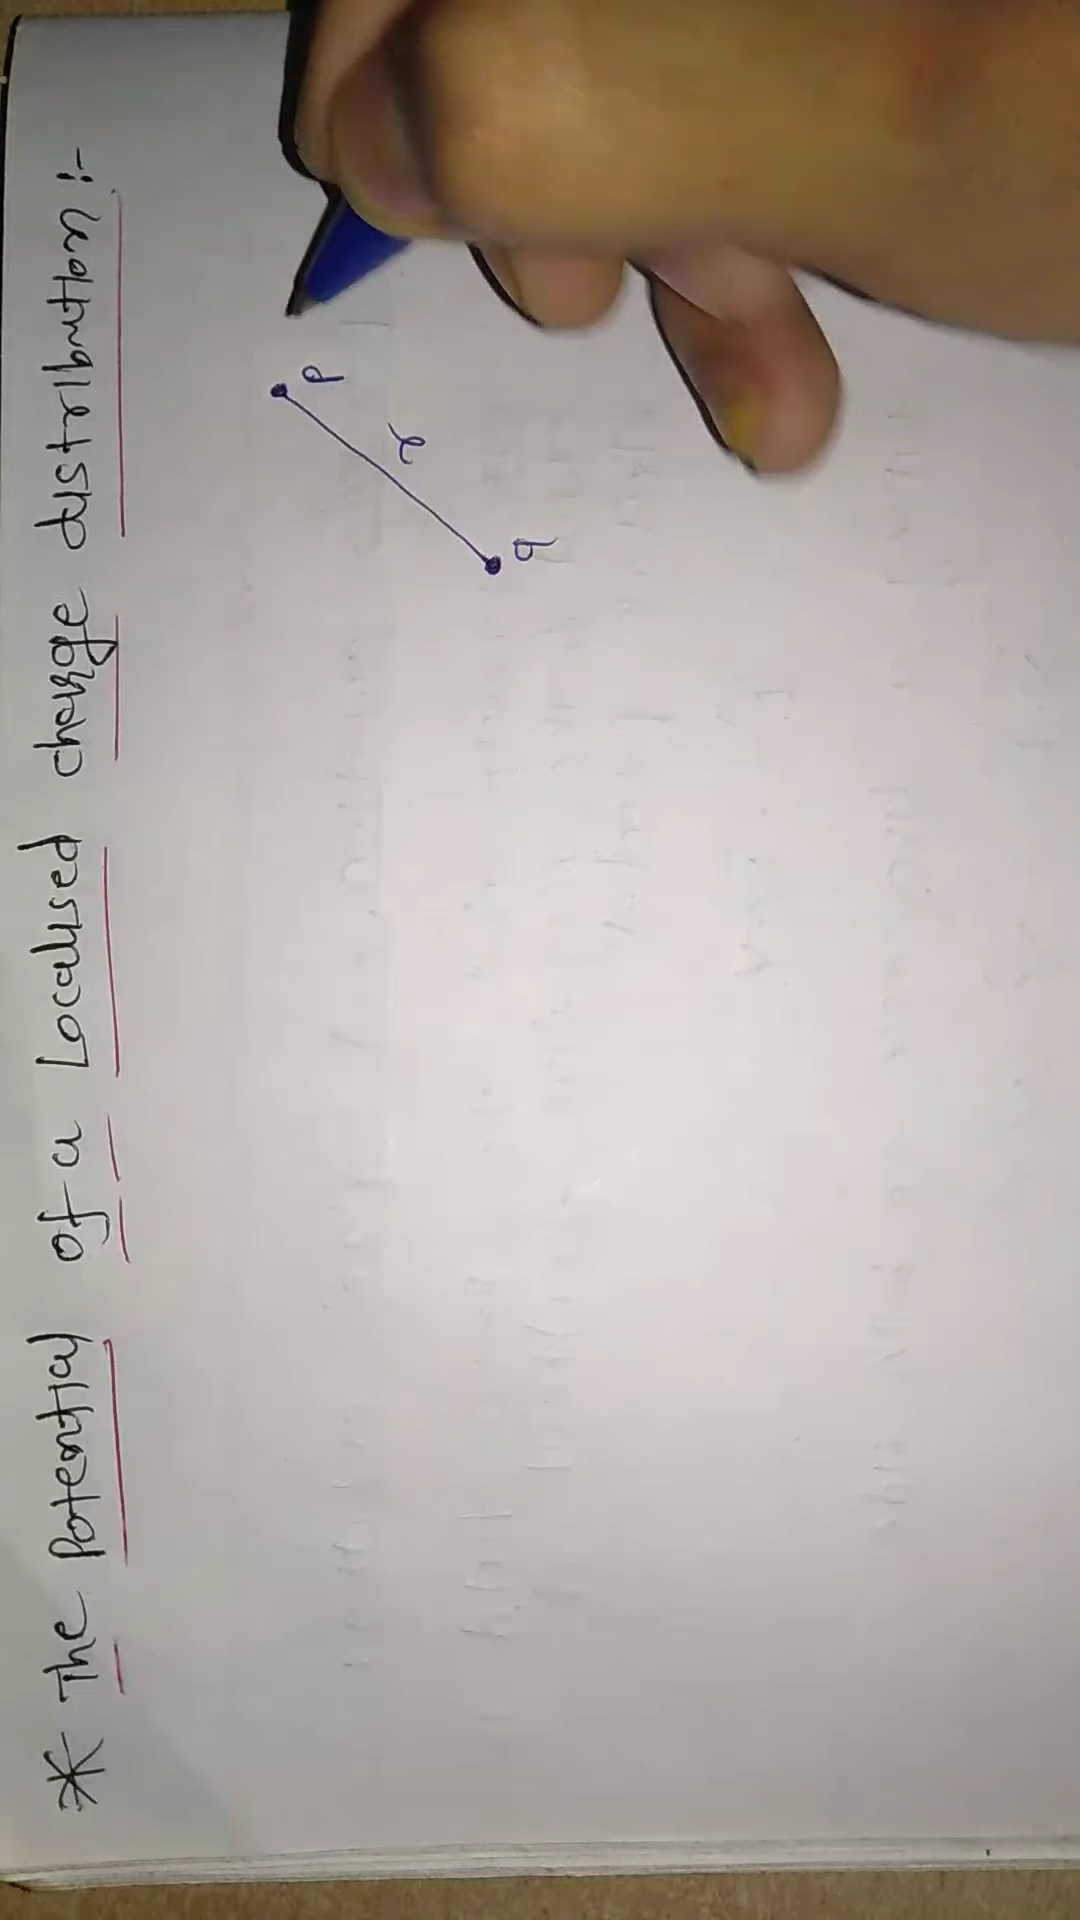 * The Potential of a Localised charge distribution :-
P
r
q